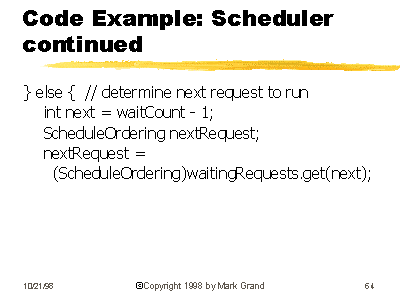 Code Example: Scheduler
continued
} else {  // determine next request to run
int next = waitCount - 1;
ScheduleOrdering nextRequest;
nextRequest =
(ScheduleOrdering)waitingRequests.get(next);
10/21/98 ©Copyright 1998 by Mark Grand 54